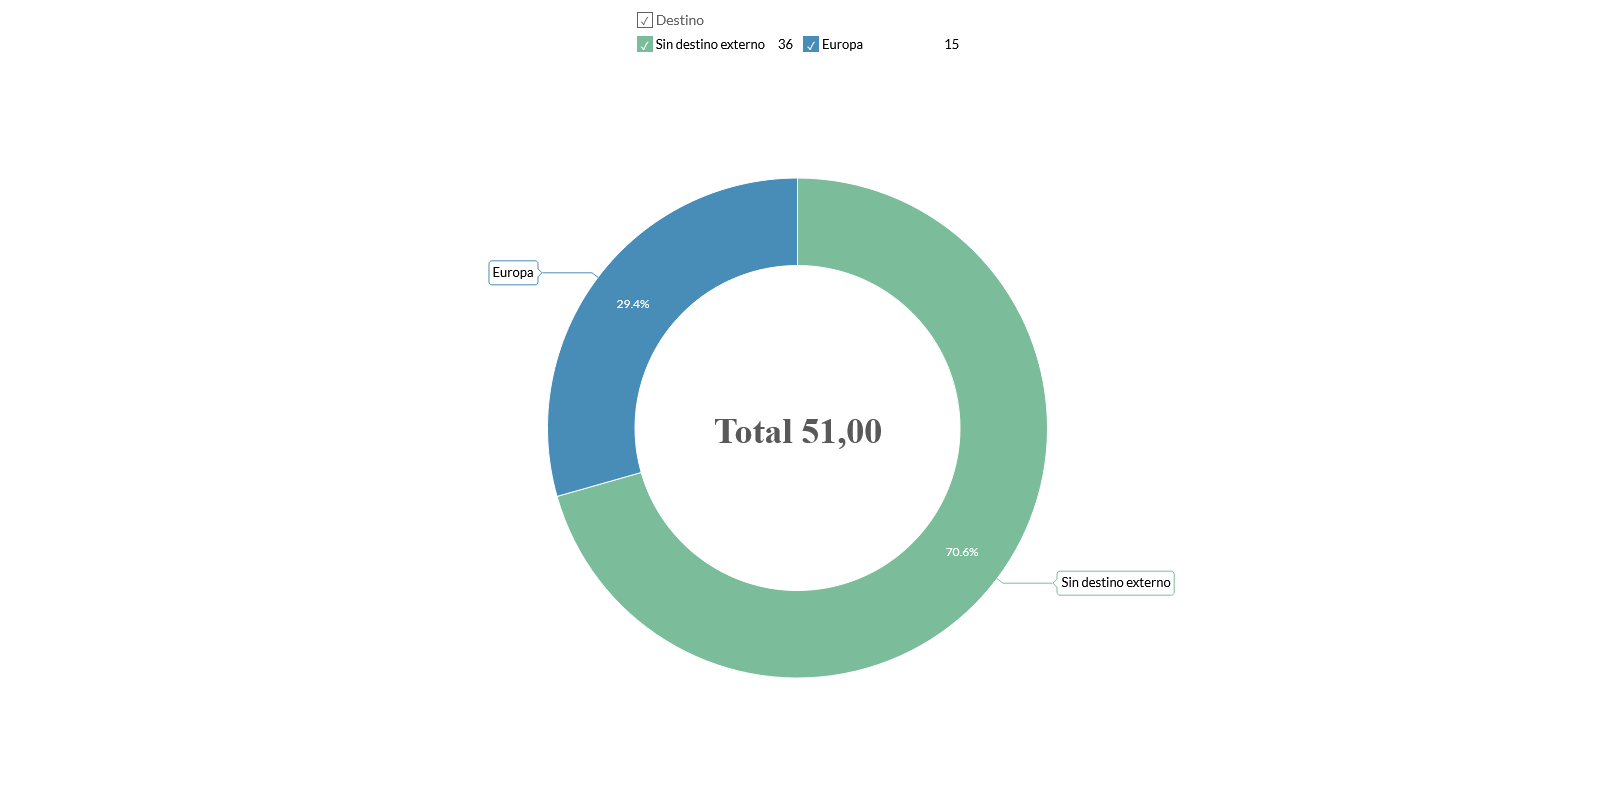 Destino
Sin destino externo 36 Europa 15
Europa
29.4%
Total 51,00
70.6%
Sin destino externo